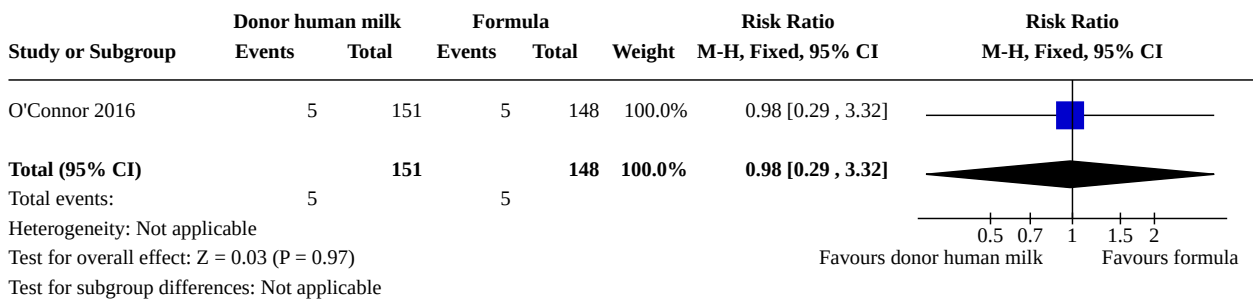 Donor human milk Formula Risk Ratio Risk Ratio
Study or Subgroup Events Total Events Total Weight M-H, Fixed, 95% CI M-H, Fixed, 95% CI
O'Connor 2016 5 151 5 148 100.0% 0.98 [0.29 , 3.32]
Total (95% CI) 151 148 100.0% 0.98 [0.29 , 3.32]
Total events: 5 5
Heterogeneity: Not applicable
0.5 0.7 1 1.5 2
Test for overall effect: Z = 0.03 (P = 0.97) Favours donor human milk Favours formula
Test for subgroup differences: Not applicable